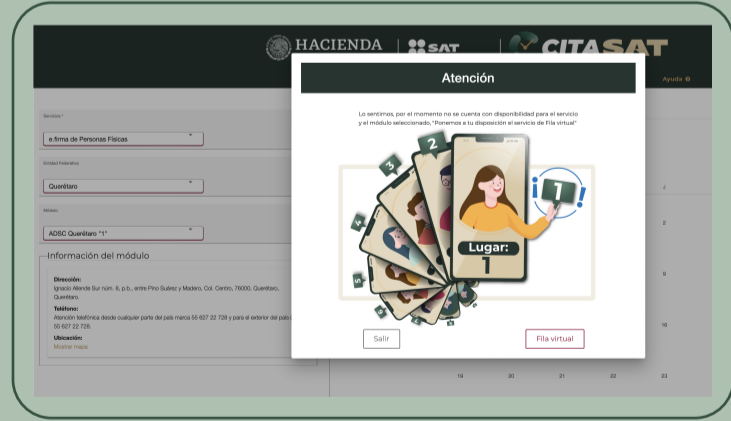 HACIENDA
SAT
CITASAT
Ayuda
Atención
Lo sentimos, por el momento no se cuenta con disponibilidad para el servicio
y el módulo seleccionado, "Ponemos a tu disposición el servicio de Fila virtual"
Servicios *
e.firma de Personas Físicas
Entidad Federativa
Querétaro
Módulo
ADSC Querétaro "1"
Información del módulo
Dirección:
Ignacio Allende Sur núm. 8, p.b., entre Pino Suárez y Madero, Col. Centro, 76000, Querétaro,
Querétaro.
Teléfono:
Atención telefónica desde cualquier parte del país marca 55 627 22 728 y para el exterior del país
55 627 22 728.
Ubicación:
Mostrar mapa
2
3
4
5
6
¡1!
Lugar:
1
Salir
Fila virtual
2
9
16
19 20 21 22 23